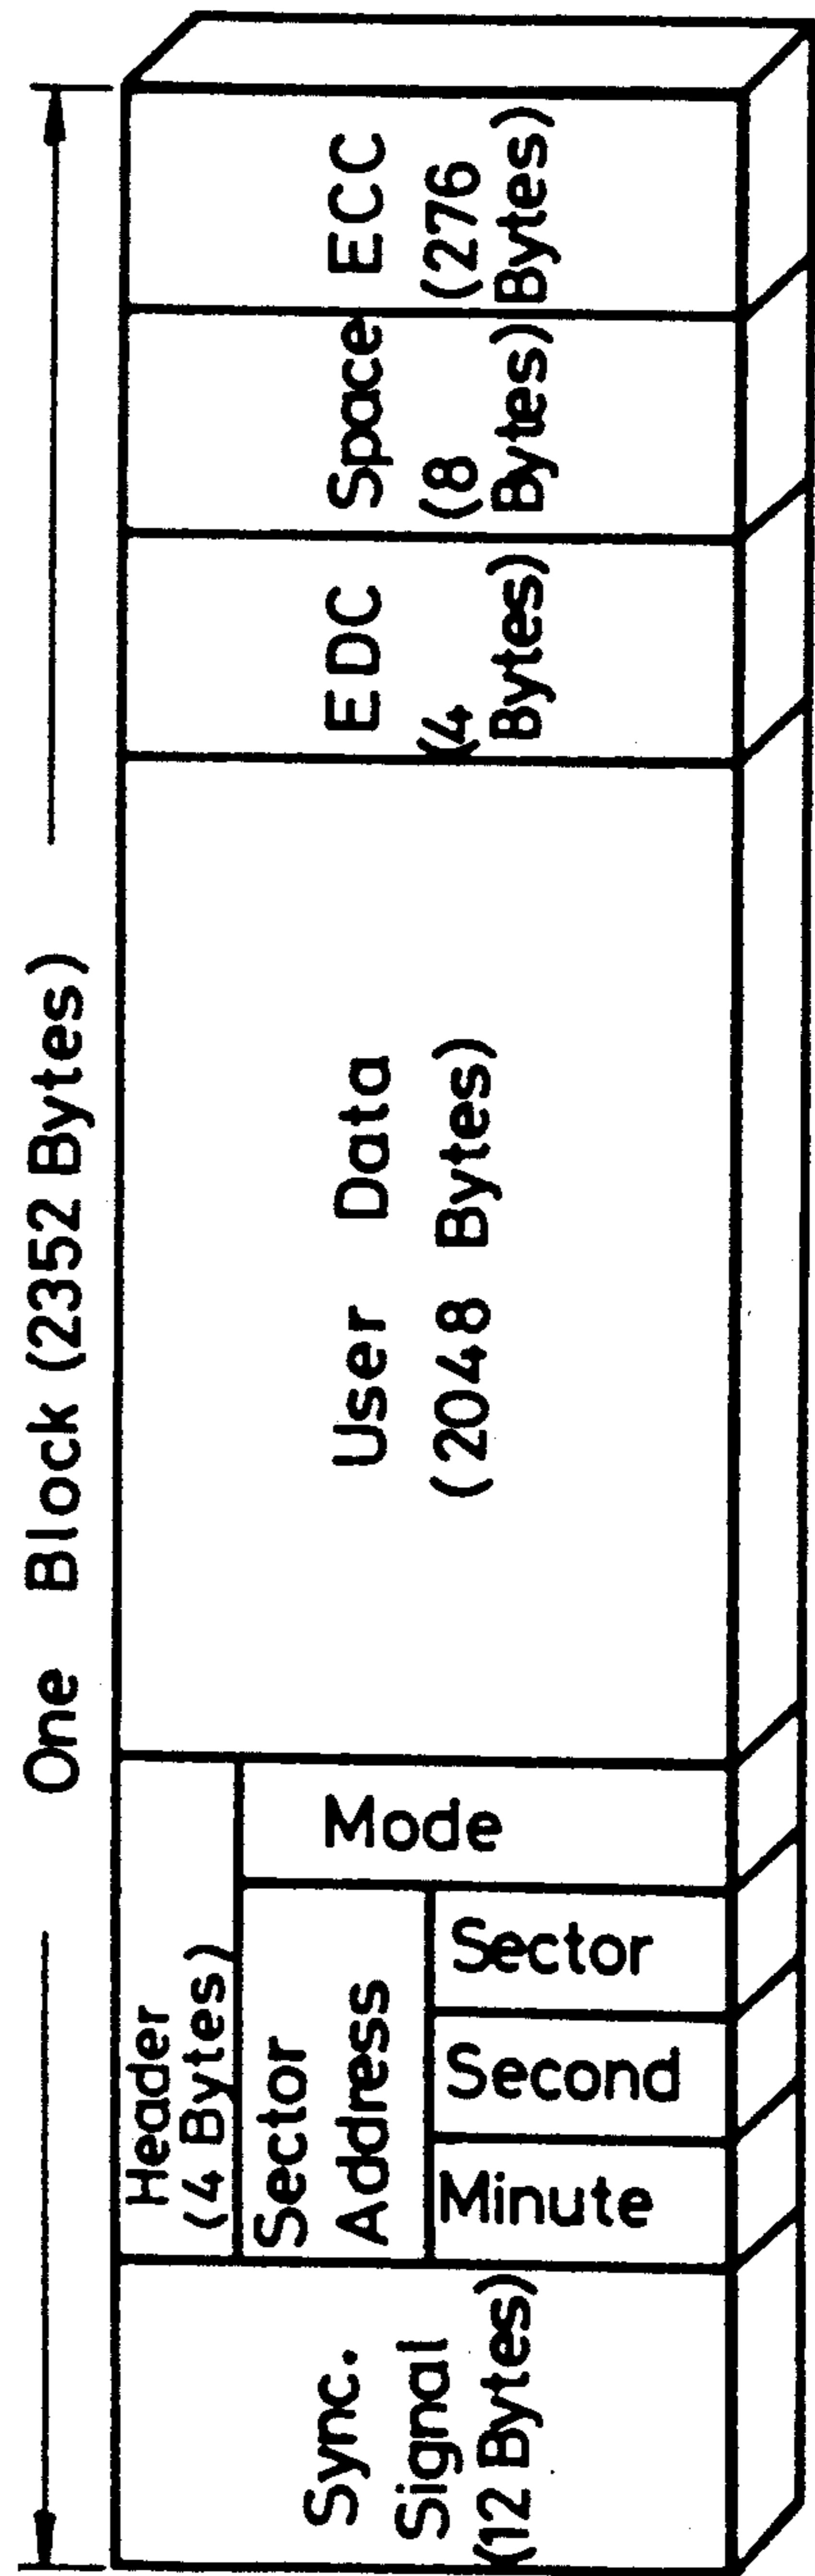 One Block (2352 Bytes)
Sync.
Signal
(12 Bytes)
Header
(4 Bytes)
Sector
Address
Minute
Second
Sector
Mode
User Data
(2048 Bytes)
EDC
(4
Bytes)
Space
(8
Bytes)
ECC
(276
Bytes)